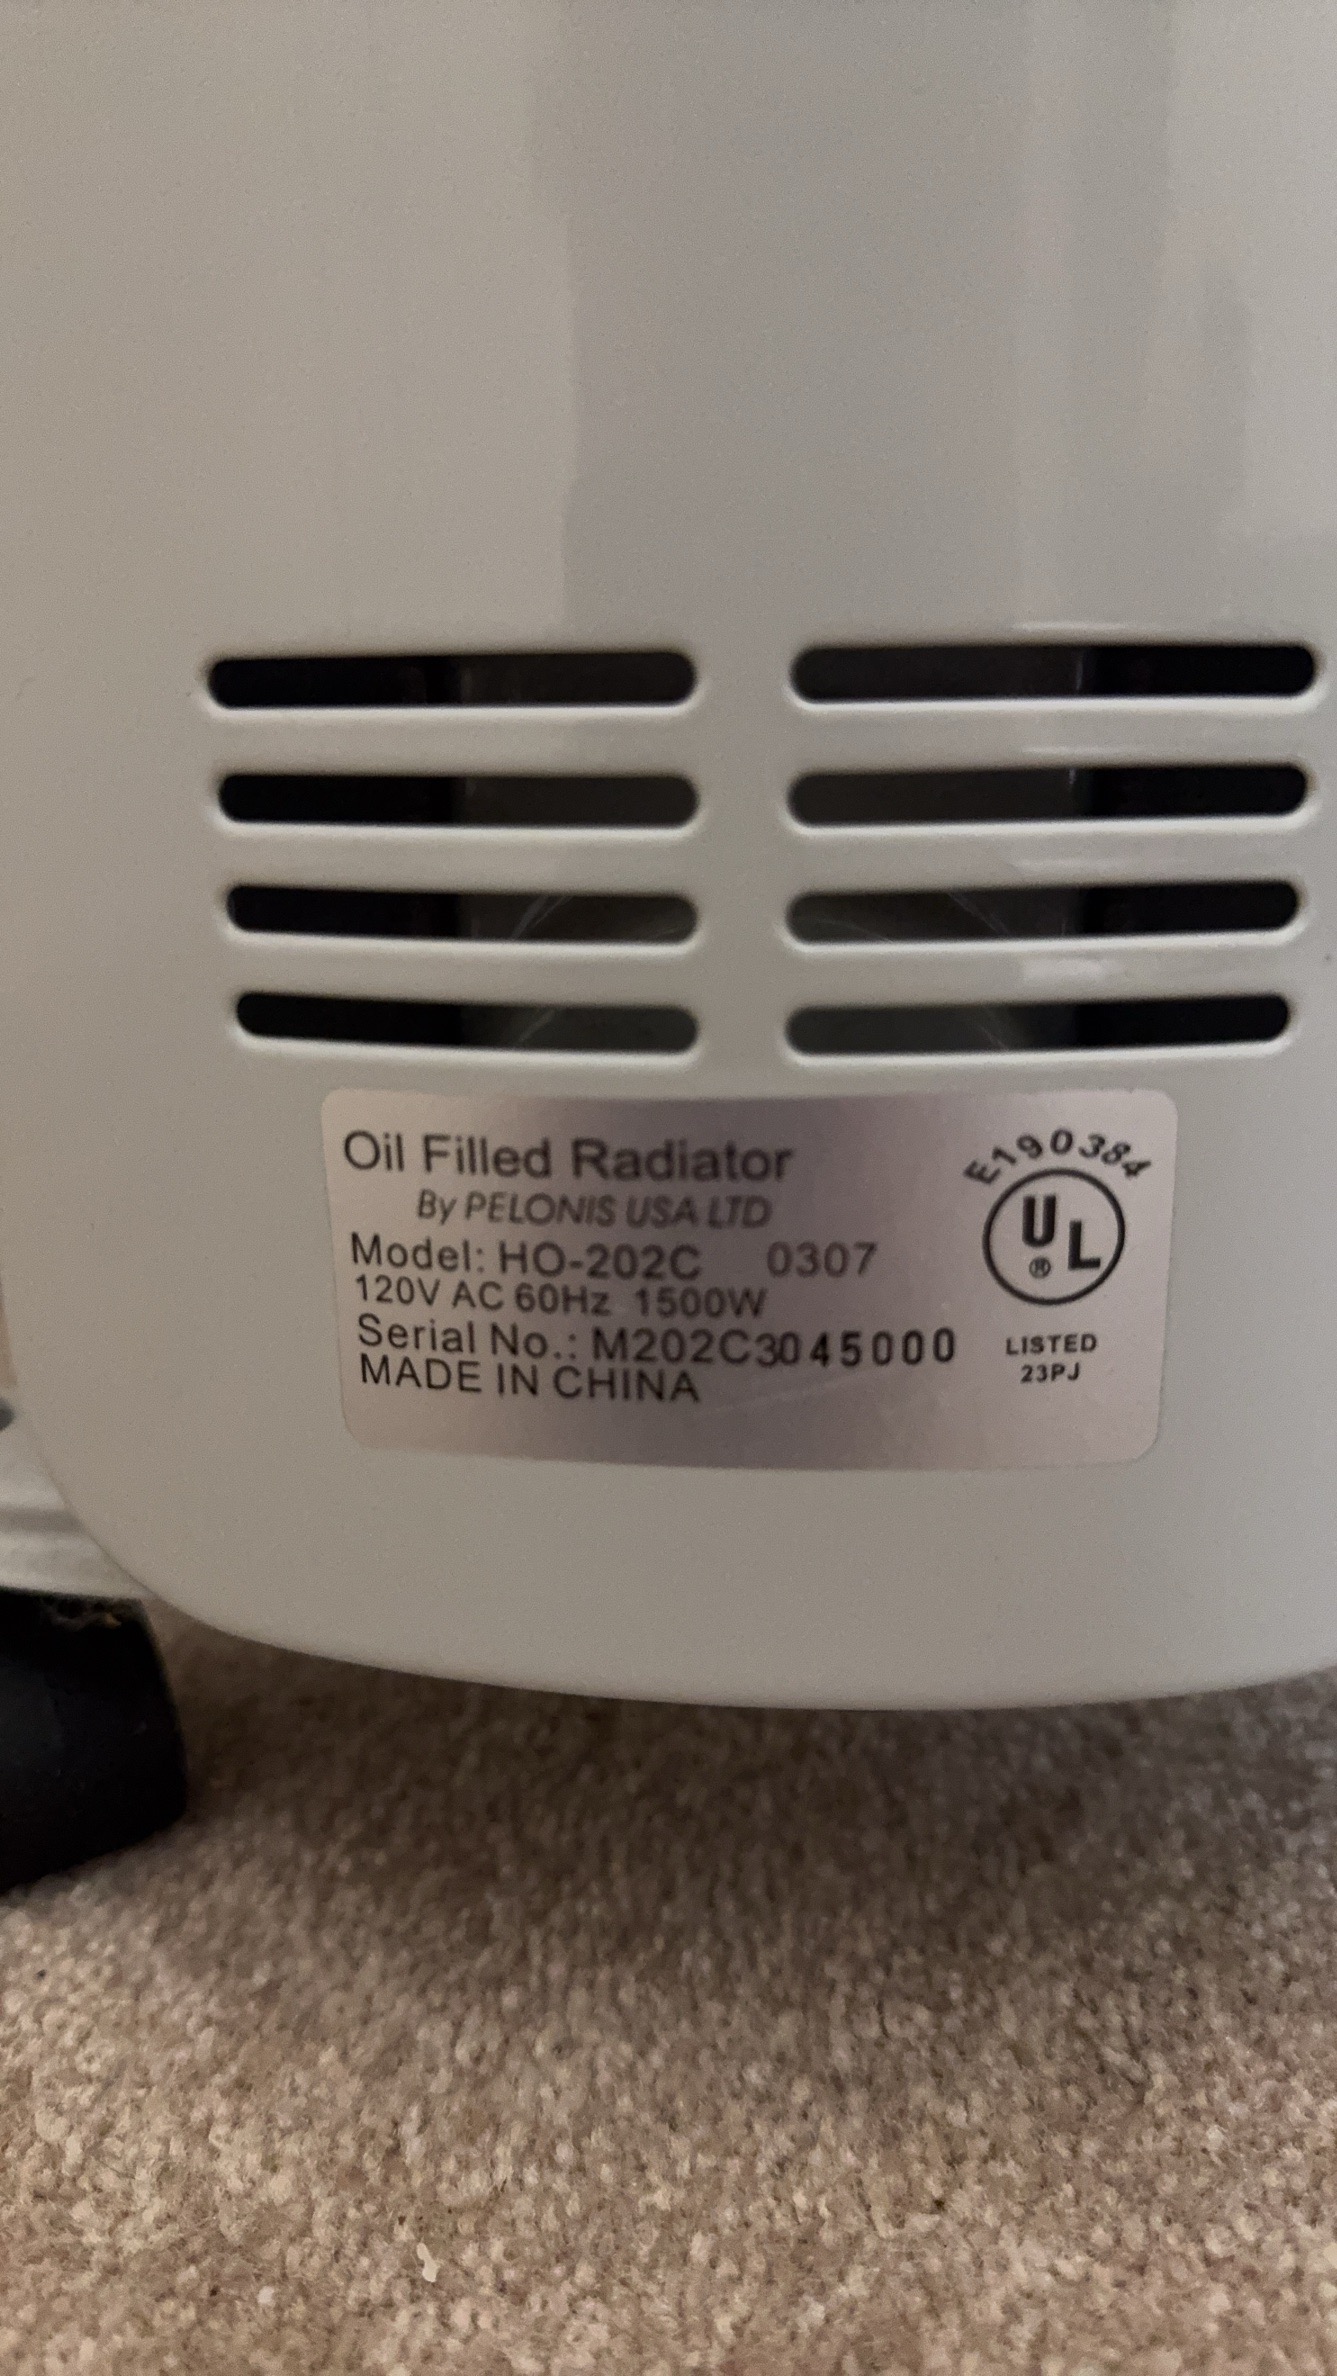 Oil Filled Radiator
By PELONIS USA LTD
Model: HO-202C 0307
120V AC 60Hz 1500W
Serial No.: M202C3045000
MADE IN CHINA
E190384
UL
®
LISTED
23PJ